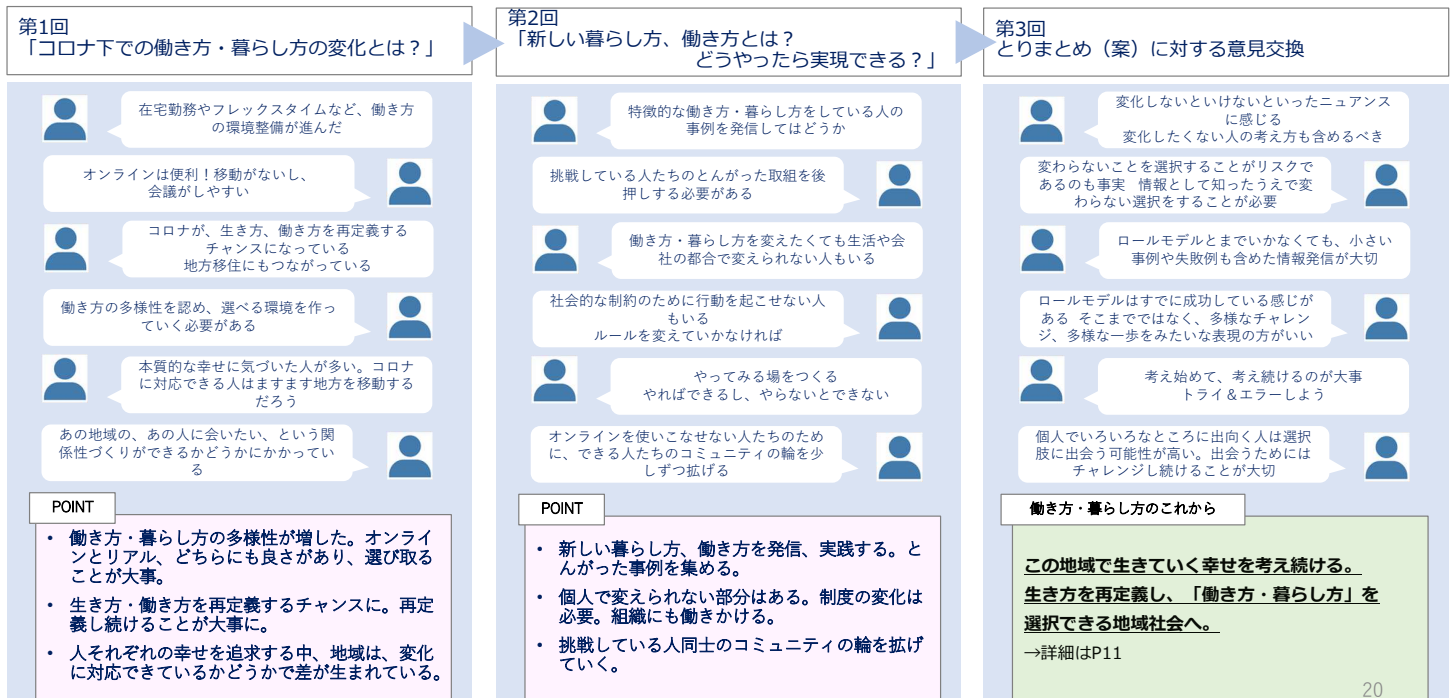 第1回
「コロナ下での働き方・暮らし方の変化とは？」
在宅勤務やフレックスタイムなど、働き方
の環境整備が進んだ
オンラインは便利！移動がないし、
会議がしやすい
コロナが、生き方、働き方を再定義する
チャンスになっている
地方移住にもつながっている
働き方の多様性を認め、選べる環境を作っ
ていく必要がある
本質的な幸せに気づいた人が多い。コロナ
に対応できる人はますます地方を移動する
だろう
あの地域の、あの人に会いたい、という関
係性づくりができるかどうかにかかってい
る
POINT
• 働き方・暮らし方の多様性が増した。オンライ
ンとリアル、どちらにも良さがあり、選び取る
ことが大事。
• 生き方・働き方を再定義するチャンスに。再定
義し続けることが大事に。
• 人それぞれの幸せを追求する中、地域は、変化
に対応できているかどうかで差が生まれている。
第2回
「新しい暮らし方、働き方とは？
どうやったら実現できる？」
特徴的な働き方・暮らし方をしている人の
事例を発信してはどうか
挑戦している人たちのとんがった取組を後
押しする必要がある
働き方・暮らし方を変えたくても生活や会
社の都合で変えられない人もいる
社会的な制約のために行動を起こせない人
もいる
ルールを変えていかなければ
やってみる場をつくる
やればできるし、やらないとできない
オンラインを使いこなせない人たちのため
に、できる人たちのコミュニティの輪を少
しずつ拡げる
POINT
• 新しい暮らし方、働き方を発信、実践する。と
んがった事例を集める。
• 個人で変えられない部分はある。制度の変化は
必要。組織にも働きかける。
• 挑戦している人同士のコミュニティの輪を拡げ
ていく。
第3回
とりまとめ（案）に対する意見交換
変化しないといけないといったニュアンス
に感じる
変化したくない人の考え方も含めるべき
変わらないことを選択することがリスクで
あるのも事実　情報として知ったうえで変
わらない選択をすることが必要
ロールモデルとまでいかなくても、小さい
事例や失敗例も含めた情報発信が大切
ロールモデルはすでに成功している感じが
ある　そこまでではなく、多様なチャレン
ジ、多様な一歩をみたいな表現の方がいい
考え始めて、考え続けるのが大事
トライ＆エラーしよう
個人でいろいろなところに出向く人は選択
肢に出会う可能性が高い。出会うためには
チャレンジし続けることが大切
働き方・暮らし方のこれから
この地域で生きていく幸せを考え続ける。
生き方を再定義し、「働き方・暮らし方」を
選択できる地域社会へ。
→詳細はP11
20